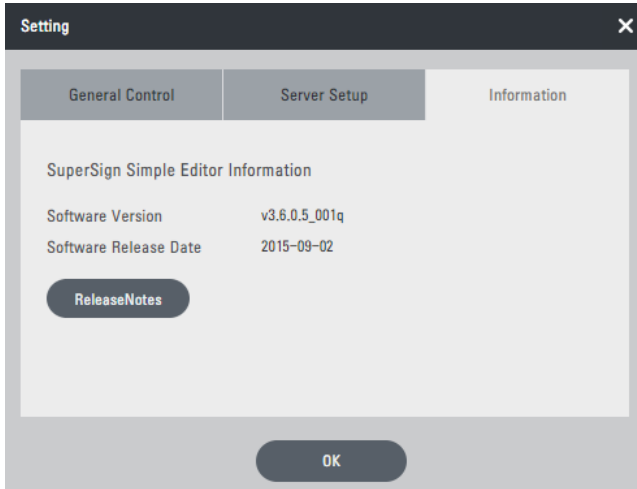 Setting
General Control Server Setup Information
SuperSign Simple Editor Information
Software Version v3.6.0.5_001q
Software Release Date 2015-09-02
ReleaseNotes
OK